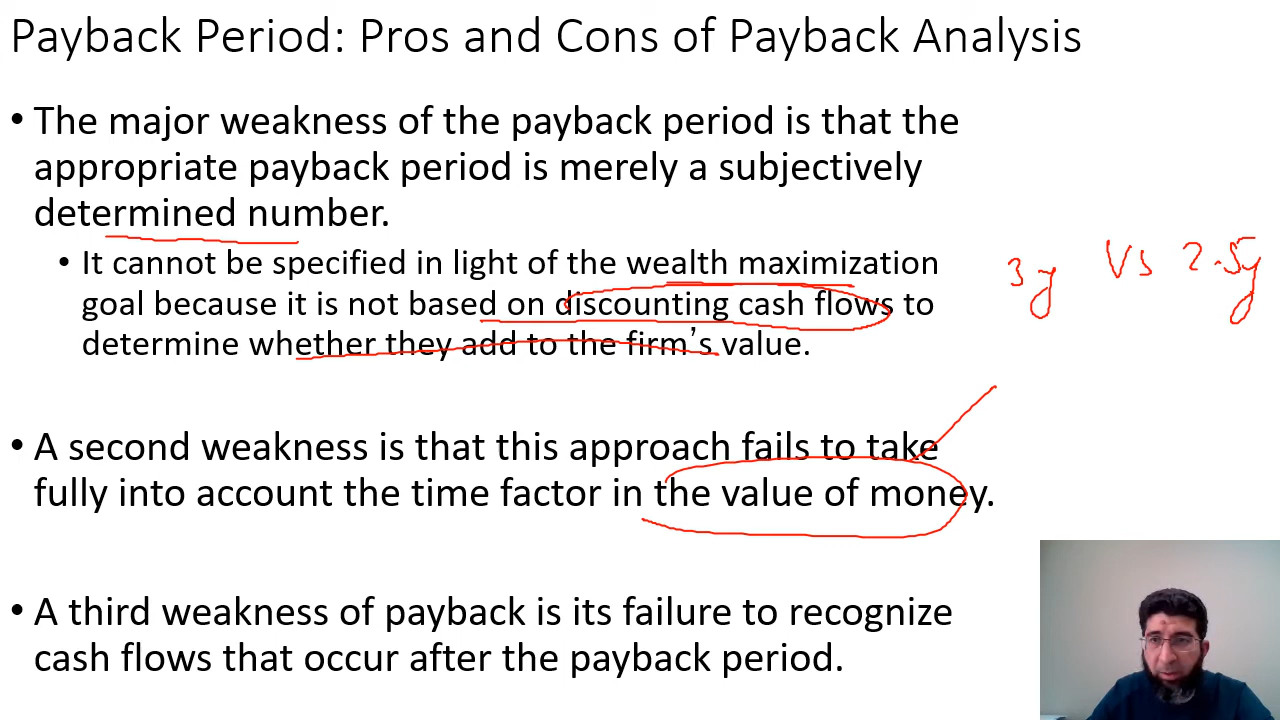 Payback Period: Pros and Cons of Payback Analysis
• The major weakness of the payback period is that the
appropriate payback period is merely a subjectively
determined number.
• It cannot be specified in light of the wealth maximization
goal because it is not based on discounting cash flows to
determine whether they add to the firm’s value.
3y VS 2.5y
• A second weakness is that this approach fails to take
fully into account the time factor in the value of money.
• A third weakness of payback is its failure to recognize
cash flows that occur after the payback period.